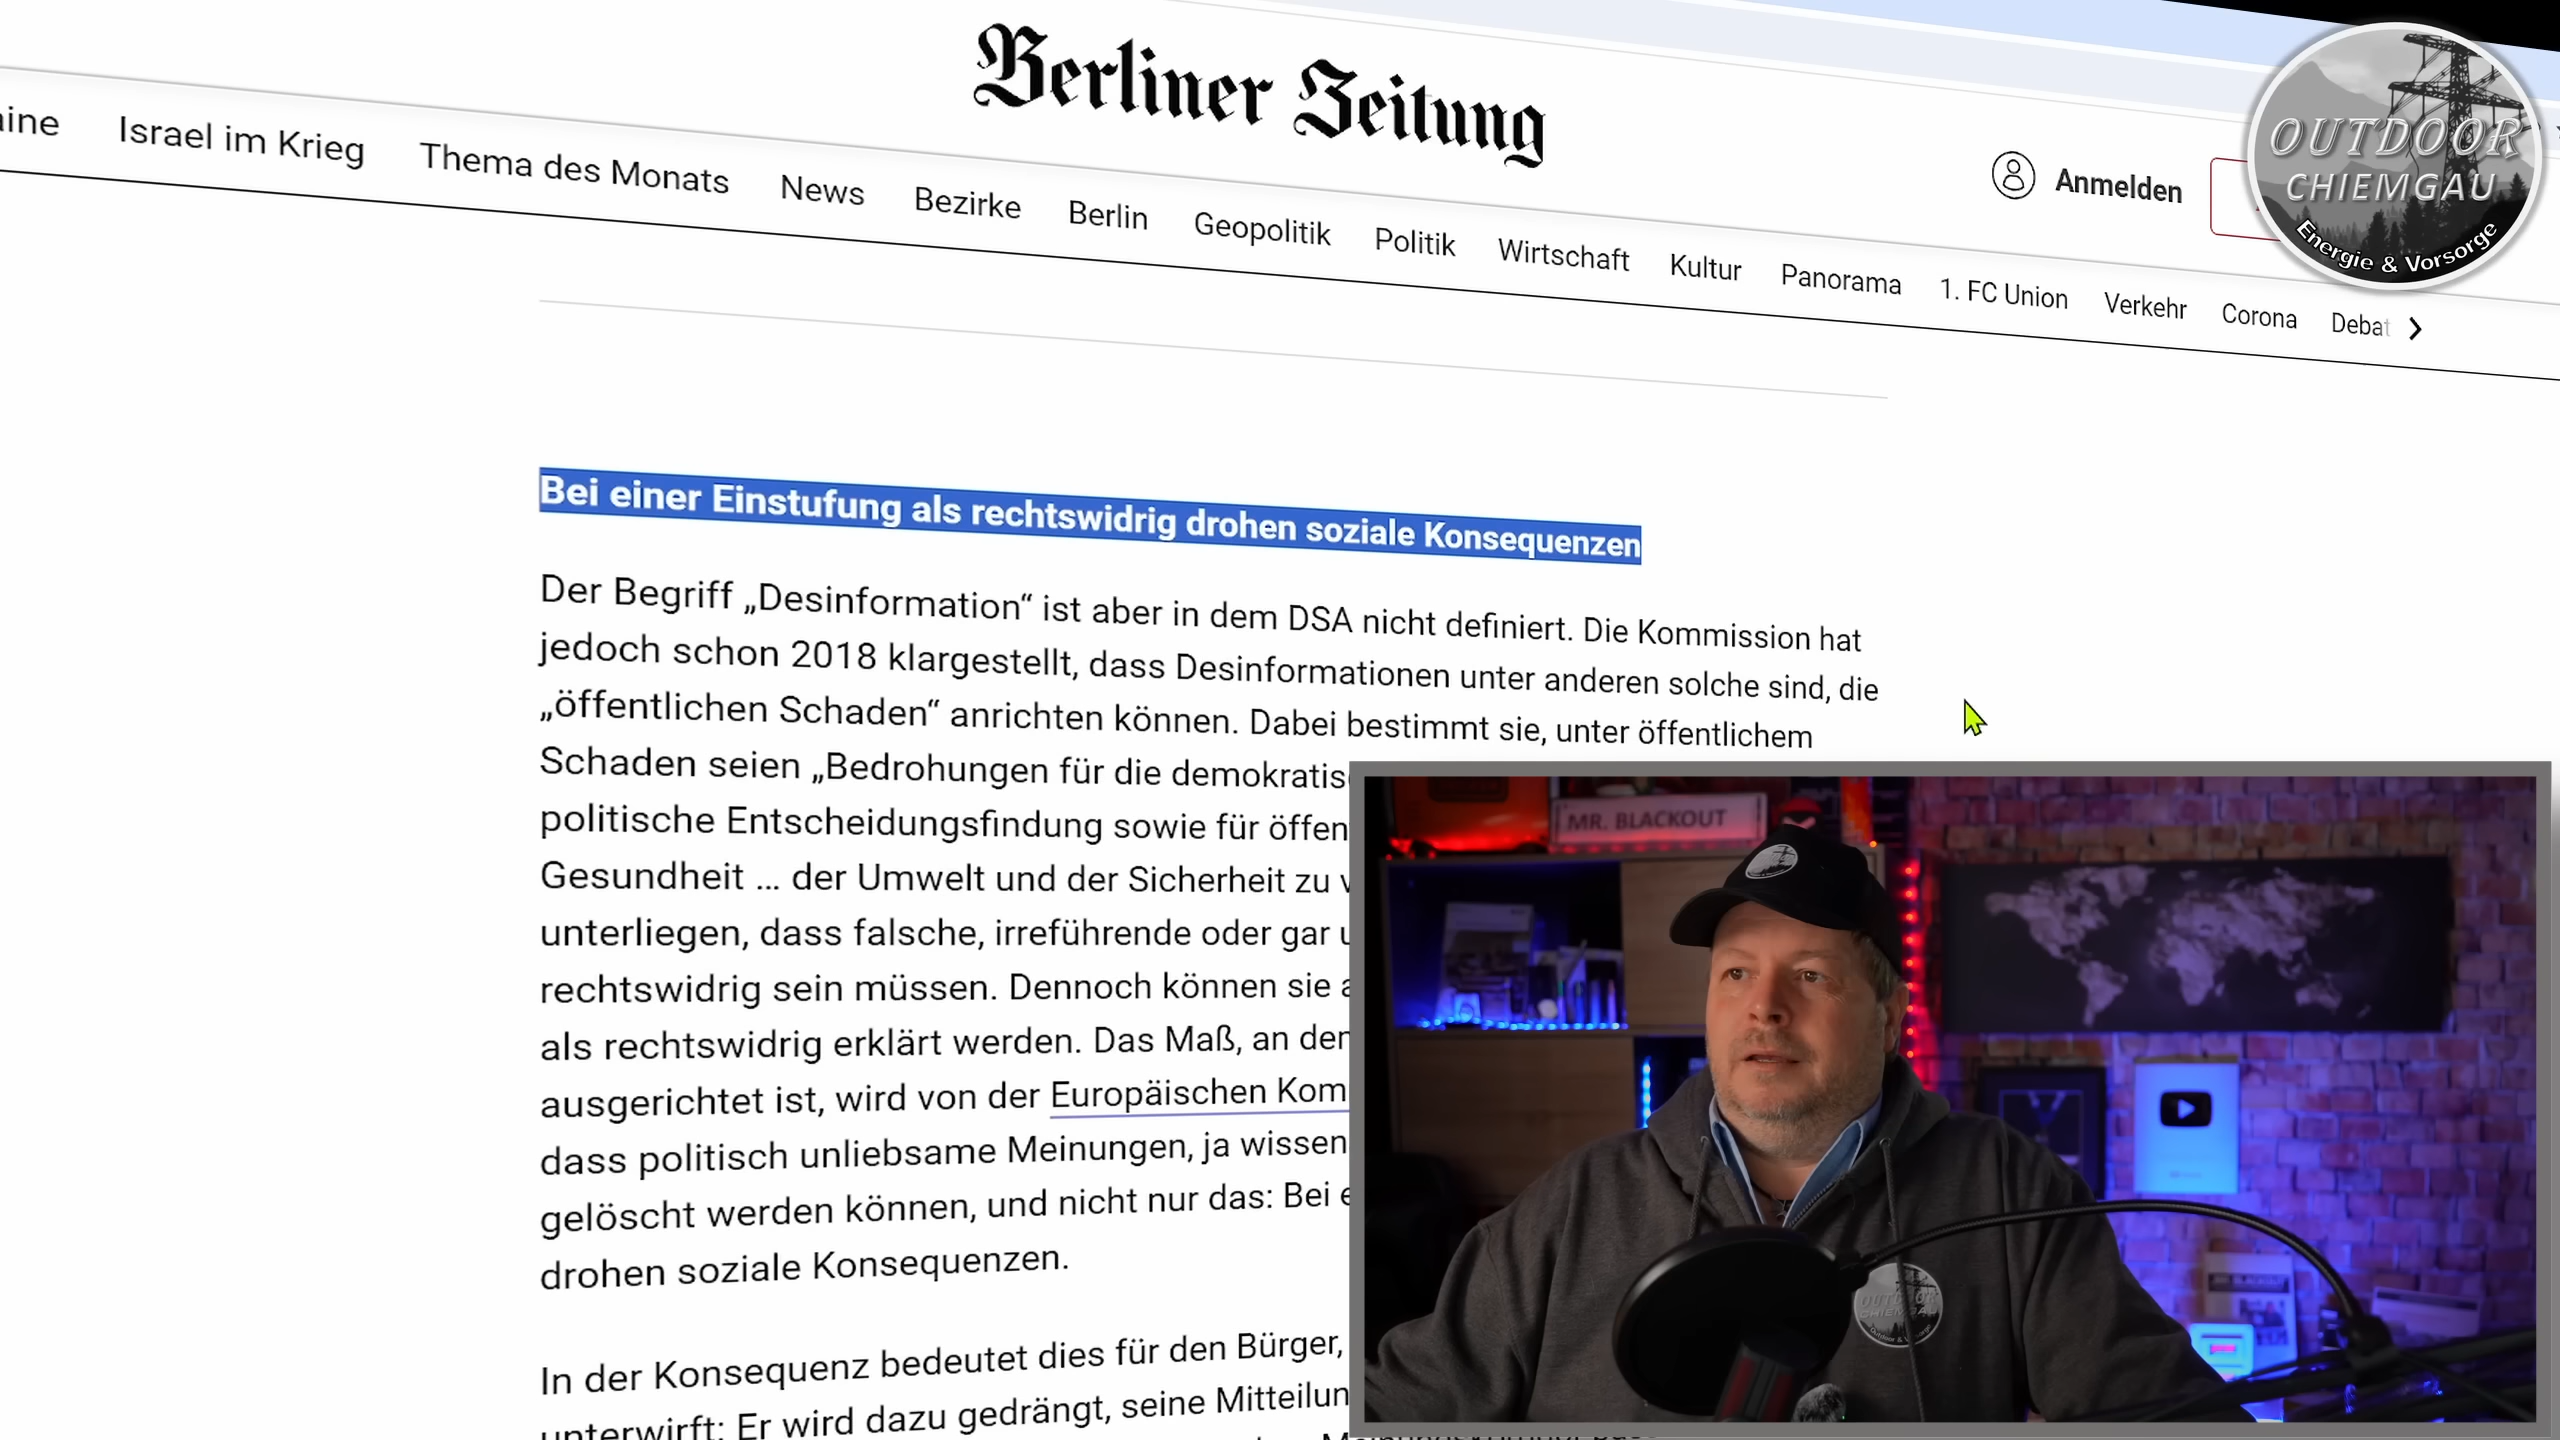 Berliner Zeitung
OUTDOOR
CHIEMGAU
Energie & Vorsorge
Anmelden
Israel im Krieg
Thema des Monats
News
Bezirke
Berlin
Geopolitik
Politik
Wirtschaft
Kultur
Panorama
1. FC Union
Verkehr
Corona
Bei einer Einstufung als rechtswidrig drohen soziale Konsequenzen
Der Begriff „Desinformation“ ist aber in dem DSA nicht definiert. Die Kommission hat
jedoch schon 2018 klargestellt, dass Desinformationen unter anderen solche sind, die
„öffentlichen Schaden“ anrichten können. Dabei bestimmt sie, unter öffentlichem
Schaden seien „Bedrohungen für die
politische Entscheidungsfindung sowie für
Gesundheit ... der Umwelt und der Sicherheit zu
unterliegen, dass falsche, irreführende oder gar
rechtswidrig sein müssen. Dennoch können sie
als rechtswidrig erklärt werden. Das Maß, an
ausgerichtet ist, wird von der Europäischen
dass politisch unliebsame Meinungen, ja
gelöscht werden können, und nicht nur das: Bei
drohen soziale Konsequenzen.
In der Konsequenz bedeutet dies für den Bürger,
unterwirft: Er wird dazu gedrängt, seine
MR. BLACKOUT
OUTDOOR
CHIEMGAU